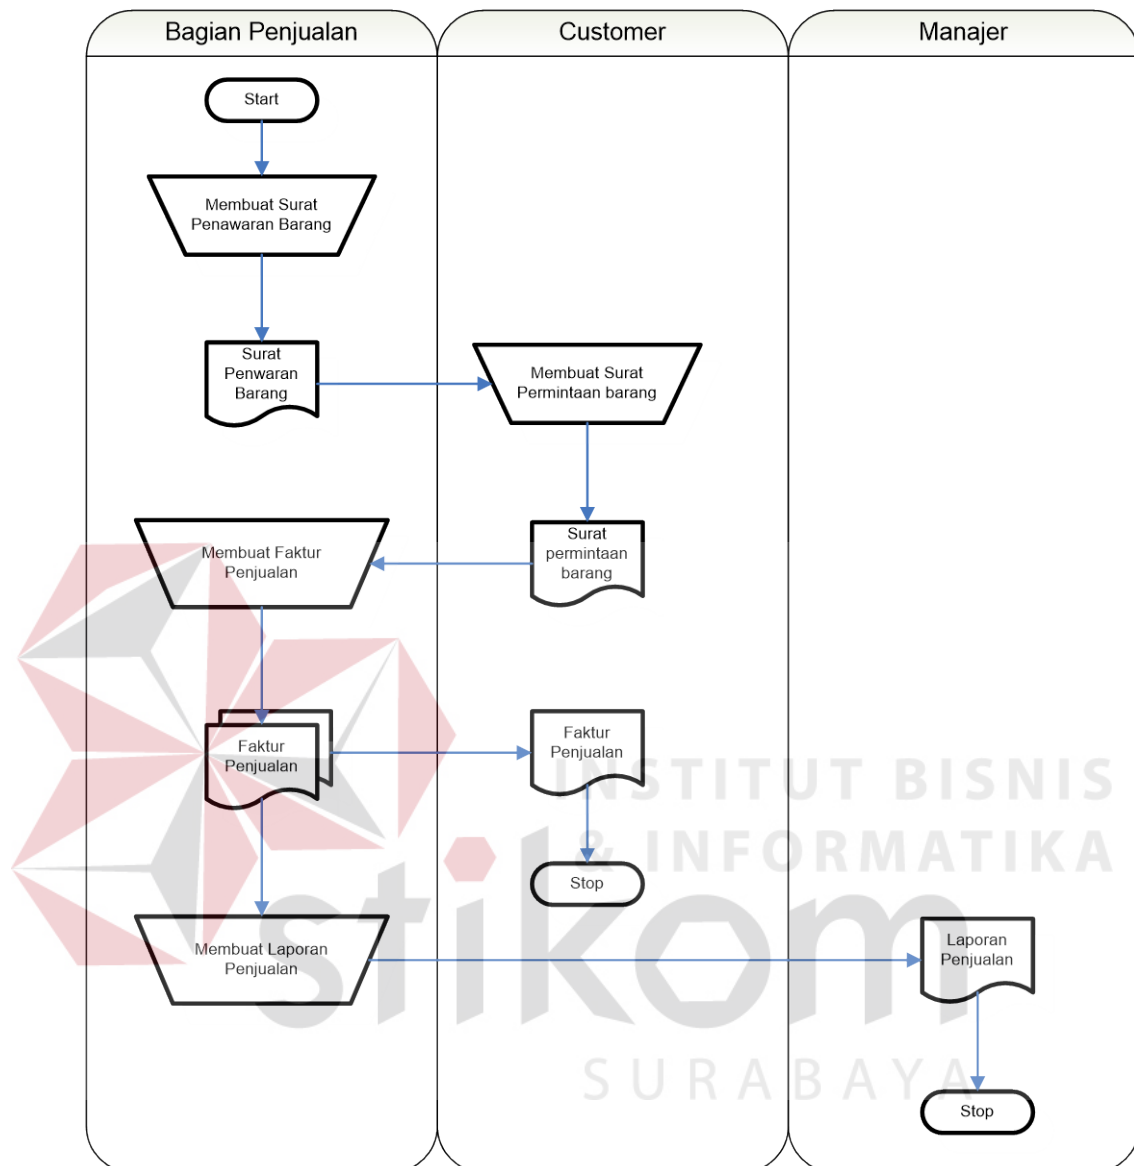 Bagian Penjualan
Customer
Manajer
Start
Membuat Surat
Penawaran Barang
Surat
Penwaran
Barang
Membuat Surat
Permintaan barang
Surat
permintaan
barang
Membuat Faktur
Penjualan
Faktur
Penjualan
Faktur
Penjualan
Stop
Membuat Laporan
Penjualan
Laporan
Penjualan
Stop
INSTITUT BISNIS
& INFORMATIKA
stikom
SURABAYA